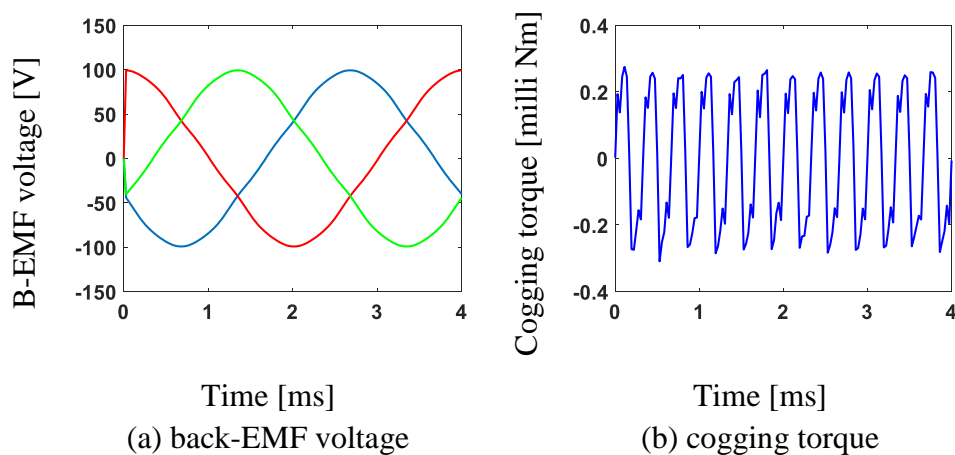 B-EMF voltage [V]
150
100
50
0
-50
-100
-150
0 1 2 3 4
Time [ms]
(a) back-EMF voltage
Cogging torque [milli Nm]
0.4
0.2
0
-0.2
-0.4
0 1 2 3 4
Time [ms]
(b) cogging torque